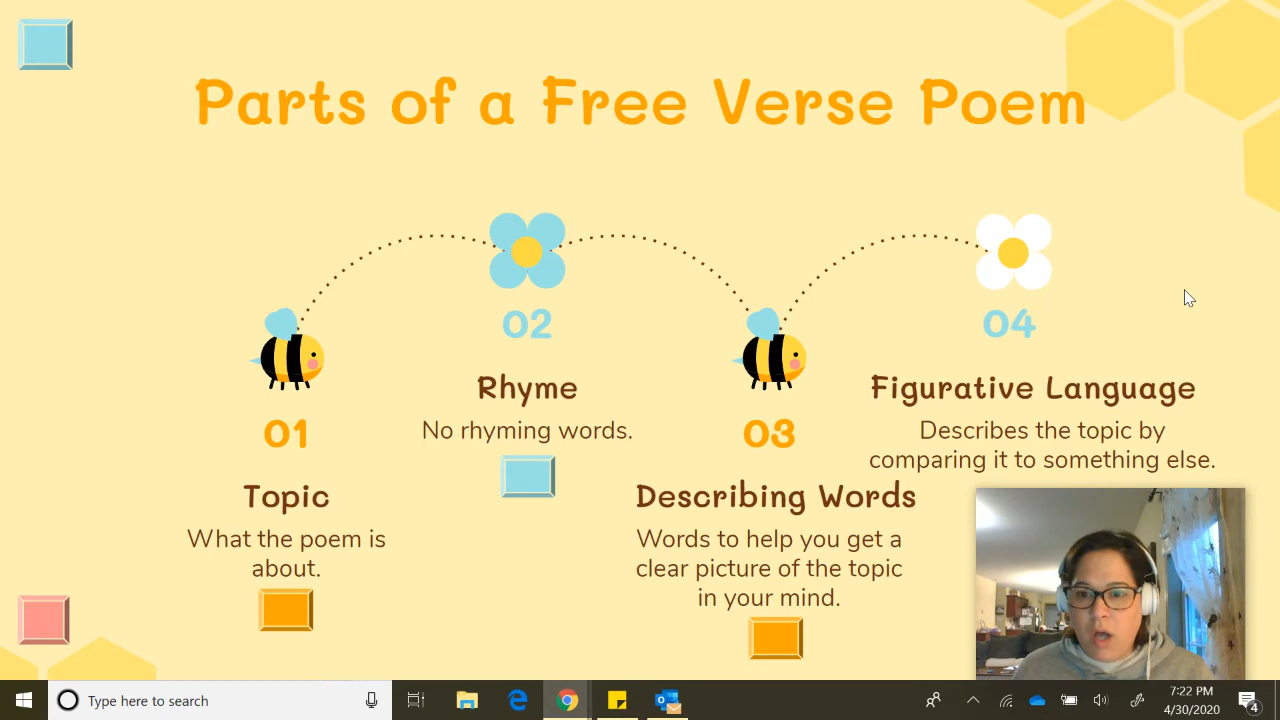 Parts of a Free Verse Poem
01
Topic
What the poem is
about.
02
Rhyme
No rhyming words.
03
Describing Words
Words to help you get a
clear picture of the topic
in your mind.
04
Figurative Language
Describes the topic by
comparing it to something else.
Type here to search
7:22 PM
4/30/2020
4